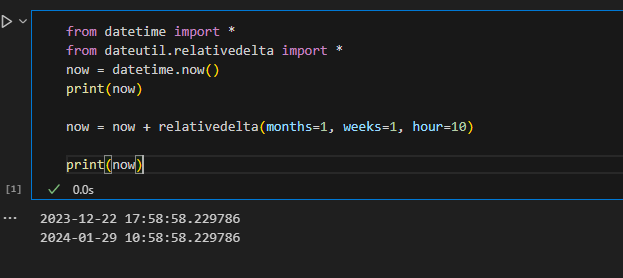 from datetime import *
from dateutil.relativedelta import *
now = datetime.now()
print(now)
now = now + relativedelta(months=1, weeks=1, hour=10)
print(now)
[1]
0.0s
...
2023-12-22 17:58:58.229786
2024-01-29 10:58:58.229786